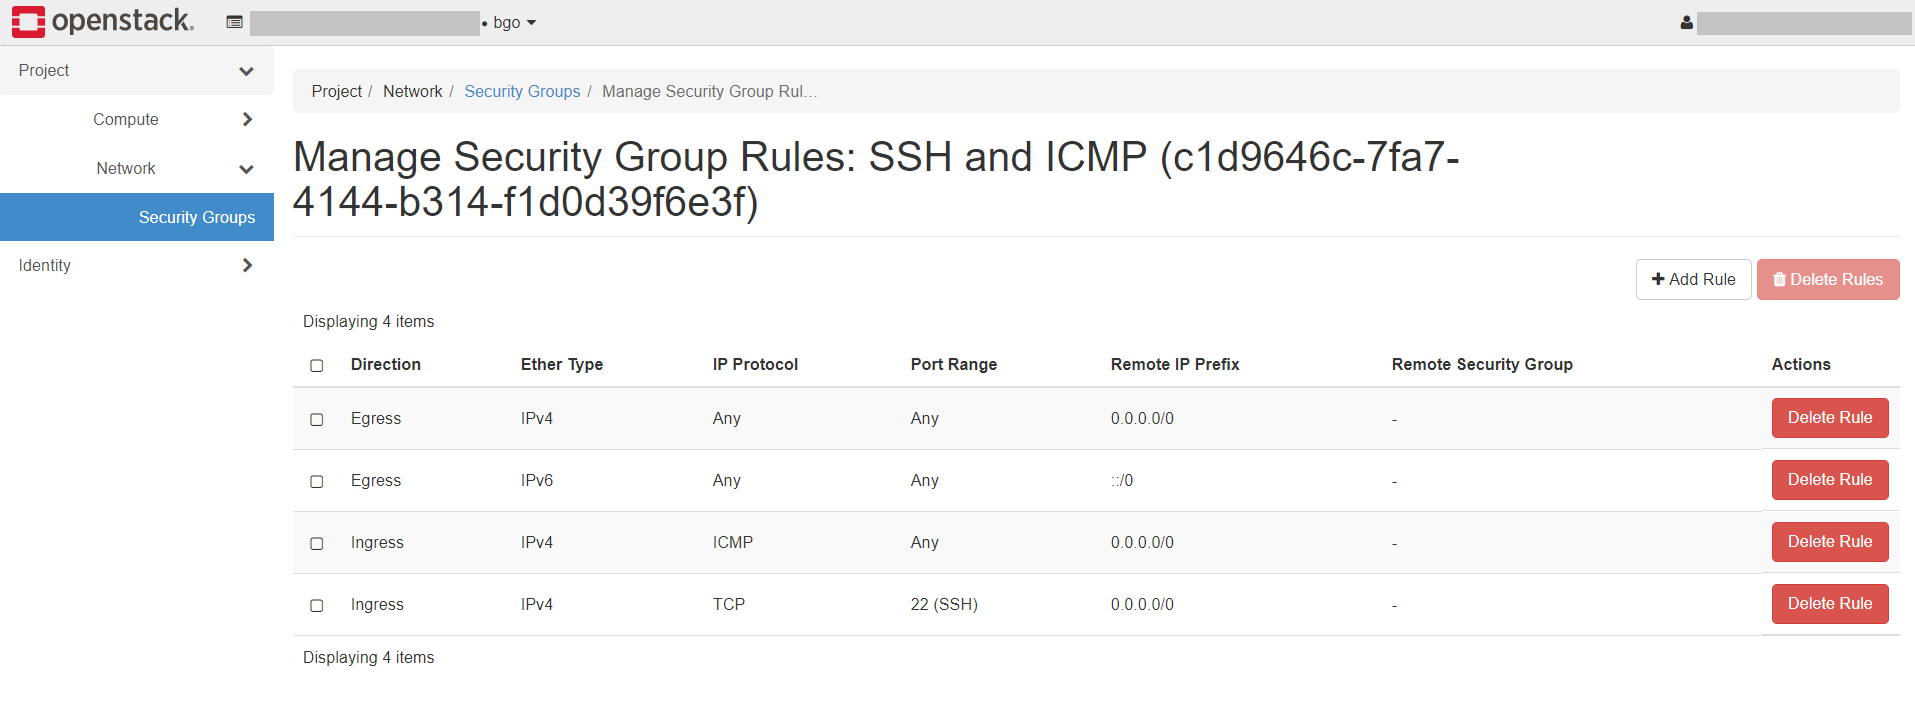 openstack. • bgo
Project
Compute
Network
Security Groups
Identity
Project / Network / Security Groups / Manage Security Group Rul…
Manage Security Group Rules: SSH and ICMP (c1d9646c-7fa7-
4144-b314-f1d0d39f6e3f)
Add Rule Delete Rules
Displaying 4 items
Direction Ether Type IP Protocol Port Range Remote IP Prefix Remote Security Group Actions
Egress IPv4 Any Any 0.0.0.0/0 - Delete Rule
Egress IPv6 Any Any ::/0 - Delete Rule
Ingress IPv4 ICMP Any 0.0.0.0/0 - Delete Rule
Ingress IPv4 TCP 22 (SSH) 0.0.0.0/0 - Delete Rule
Displaying 4 items